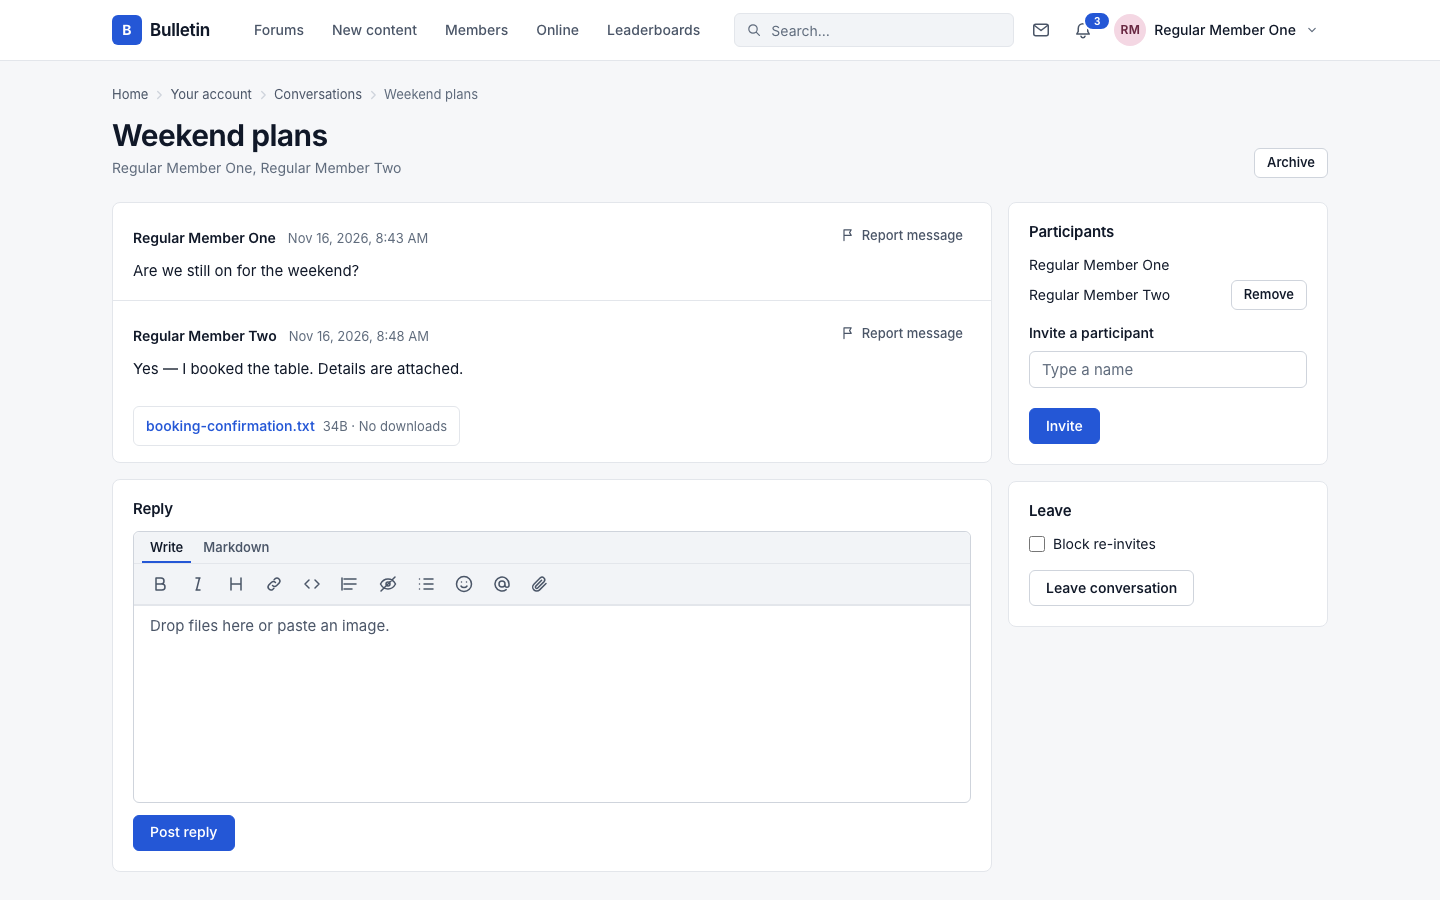 B Bulletin Forums New content Members Online Leaderboards Search... 3 RM Regular Member One
Home Your account Conversations Weekend plans
Weekend plans
Regular Member One, Regular Member Two
Archive
Regular Member One Nov 16, 2026, 8:43 AM Report message
Are we still on for the weekend?
Regular Member Two Nov 16, 2026, 8:48 AM Report message
Yes — I booked the table. Details are attached.
booking-confirmation.txt 34B · No downloads
Reply
Write Markdown
Drop files here or paste an image.
Post reply
Participants
Regular Member One
Regular Member Two Remove
Invite a participant
Type a name
Invite
Leave
Block re-invites
Leave conversation